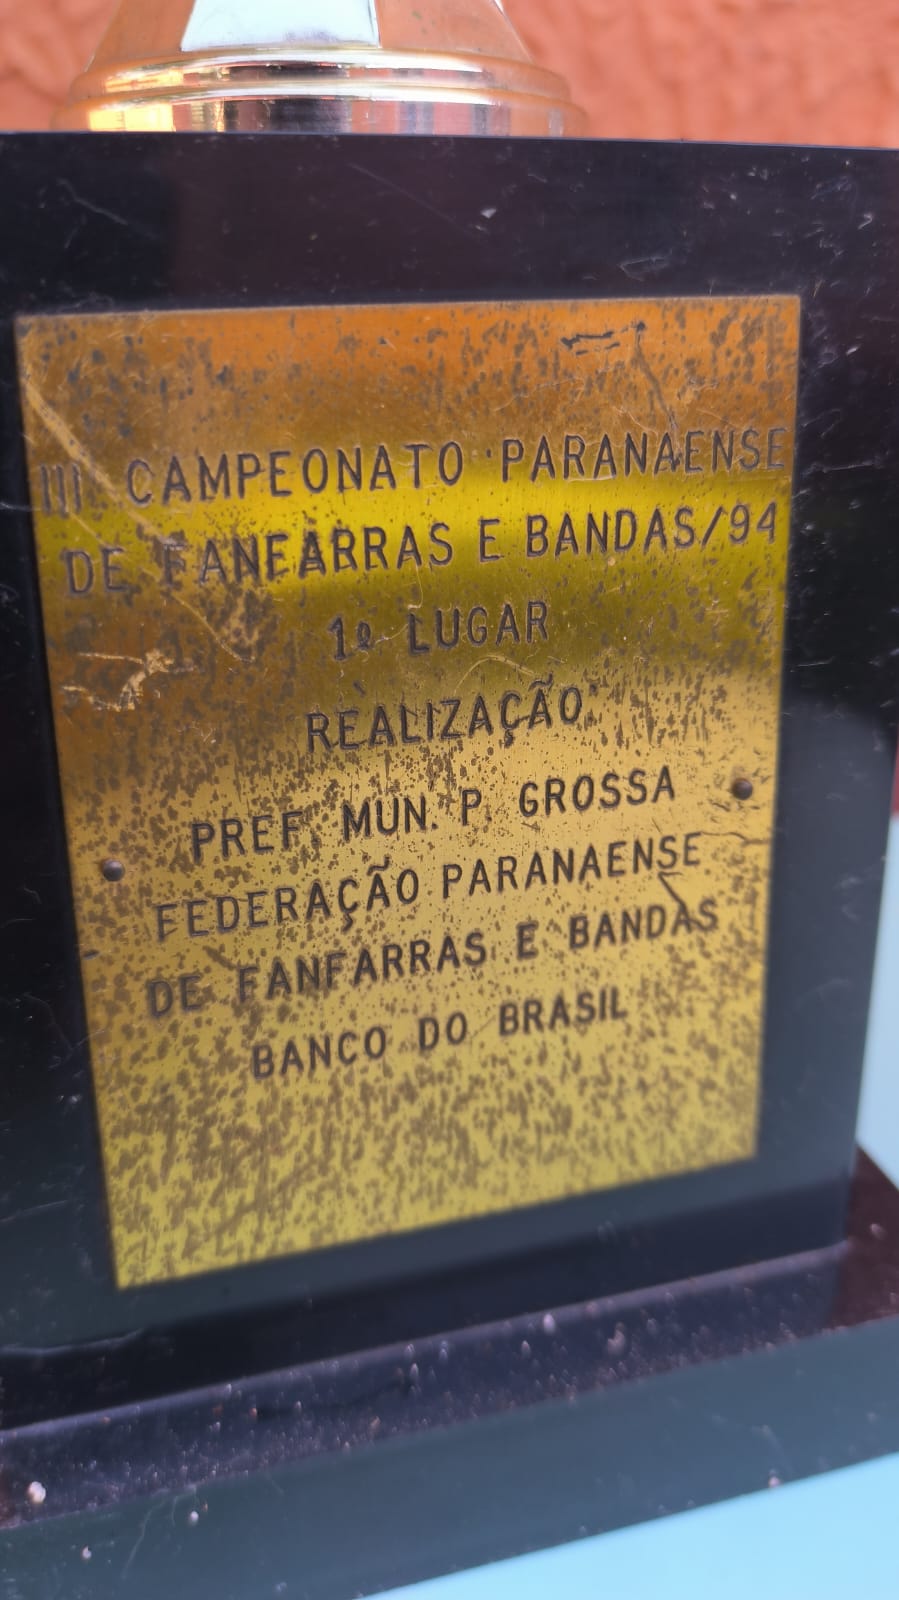 III CAMPEONATO PARANAENSE
DE FANFARRAS E BANDAS/94
1º LUGAR
REALIZAÇÃO
PREF. MUN. P. GROSSA
FEDERAÇÃO PARANAENSE
DE FANFARRAS E BANDAS
BANCO DO BRASIL